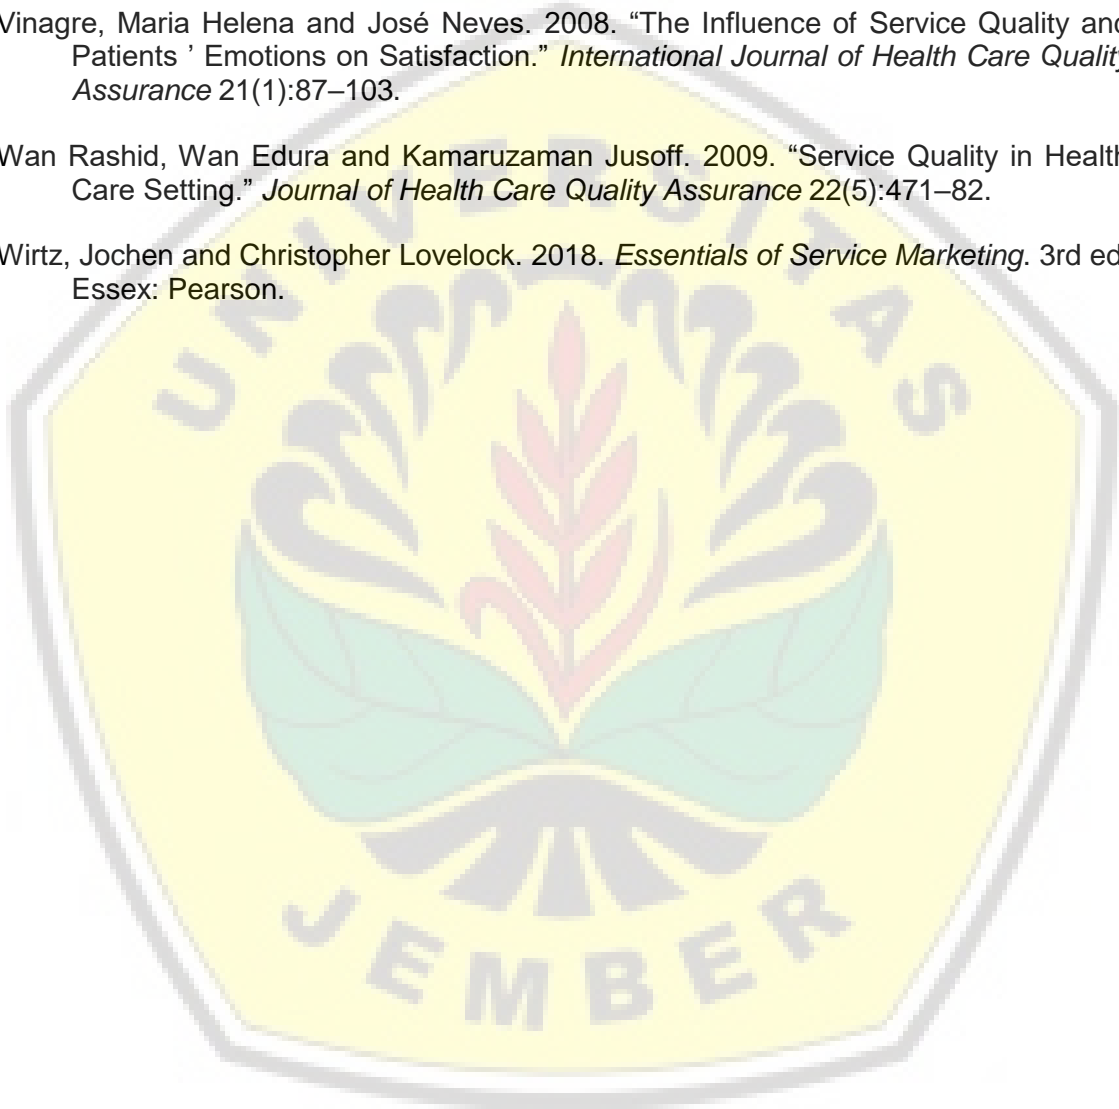 Vinagre, Maria Helena and José Neves. 2008. “The Influence of Service Quality and
Patients ’ Emotions on Satisfaction.” International Journal of Health Care Quality
Assurance 21(1):87–103.
Wan Rashid, Wan Edura and Kamaruzaman Jusoff. 2009. “Service Quality in Health
Care Setting.” Journal of Health Care Quality Assurance 22(5):471–82.
Wirtz, Jochen and Christopher Lovelock. 2018. Essentials of Service Marketing. 3rd ed
Essex: Pearson.
UNIVERSITAS
JEMBER